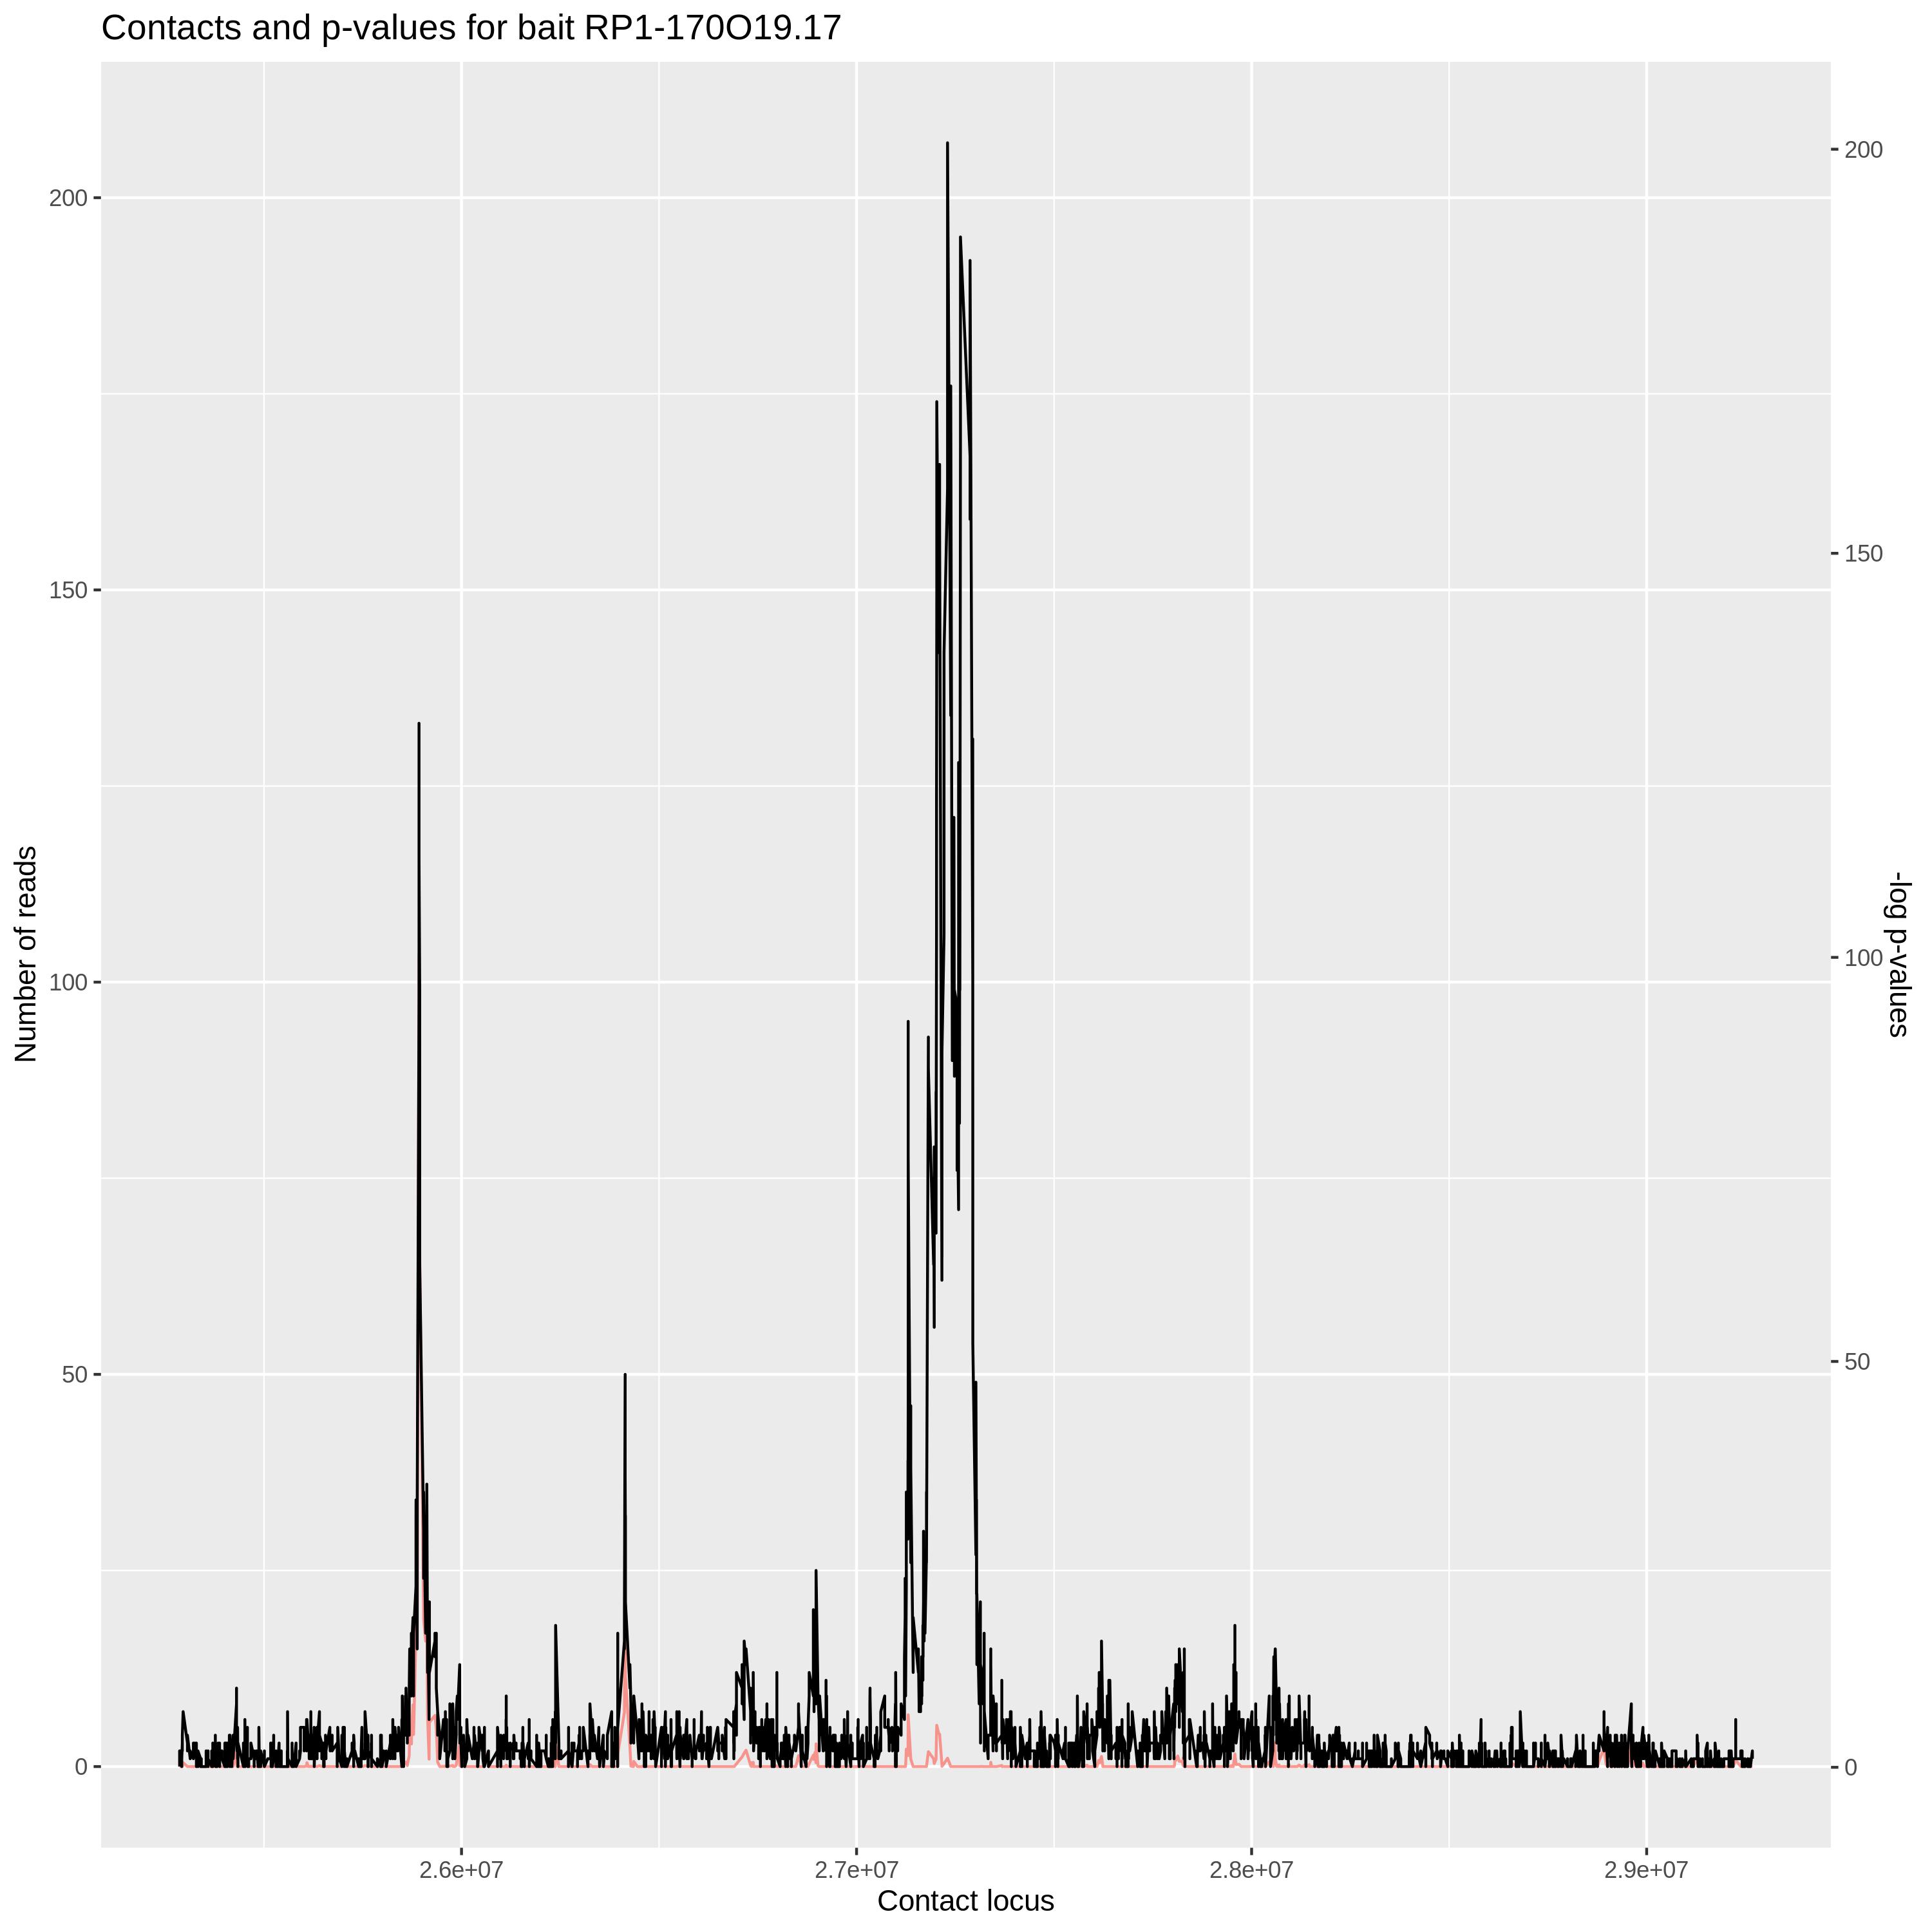 Contacts and p-values for bait RP1-170O19.17
200
150
100
50
0
Number of reads
200
150
100
50
0
-log p-values
2.6e+07 2.7e+07 2.8e+07 2.9e+07
Contact locus